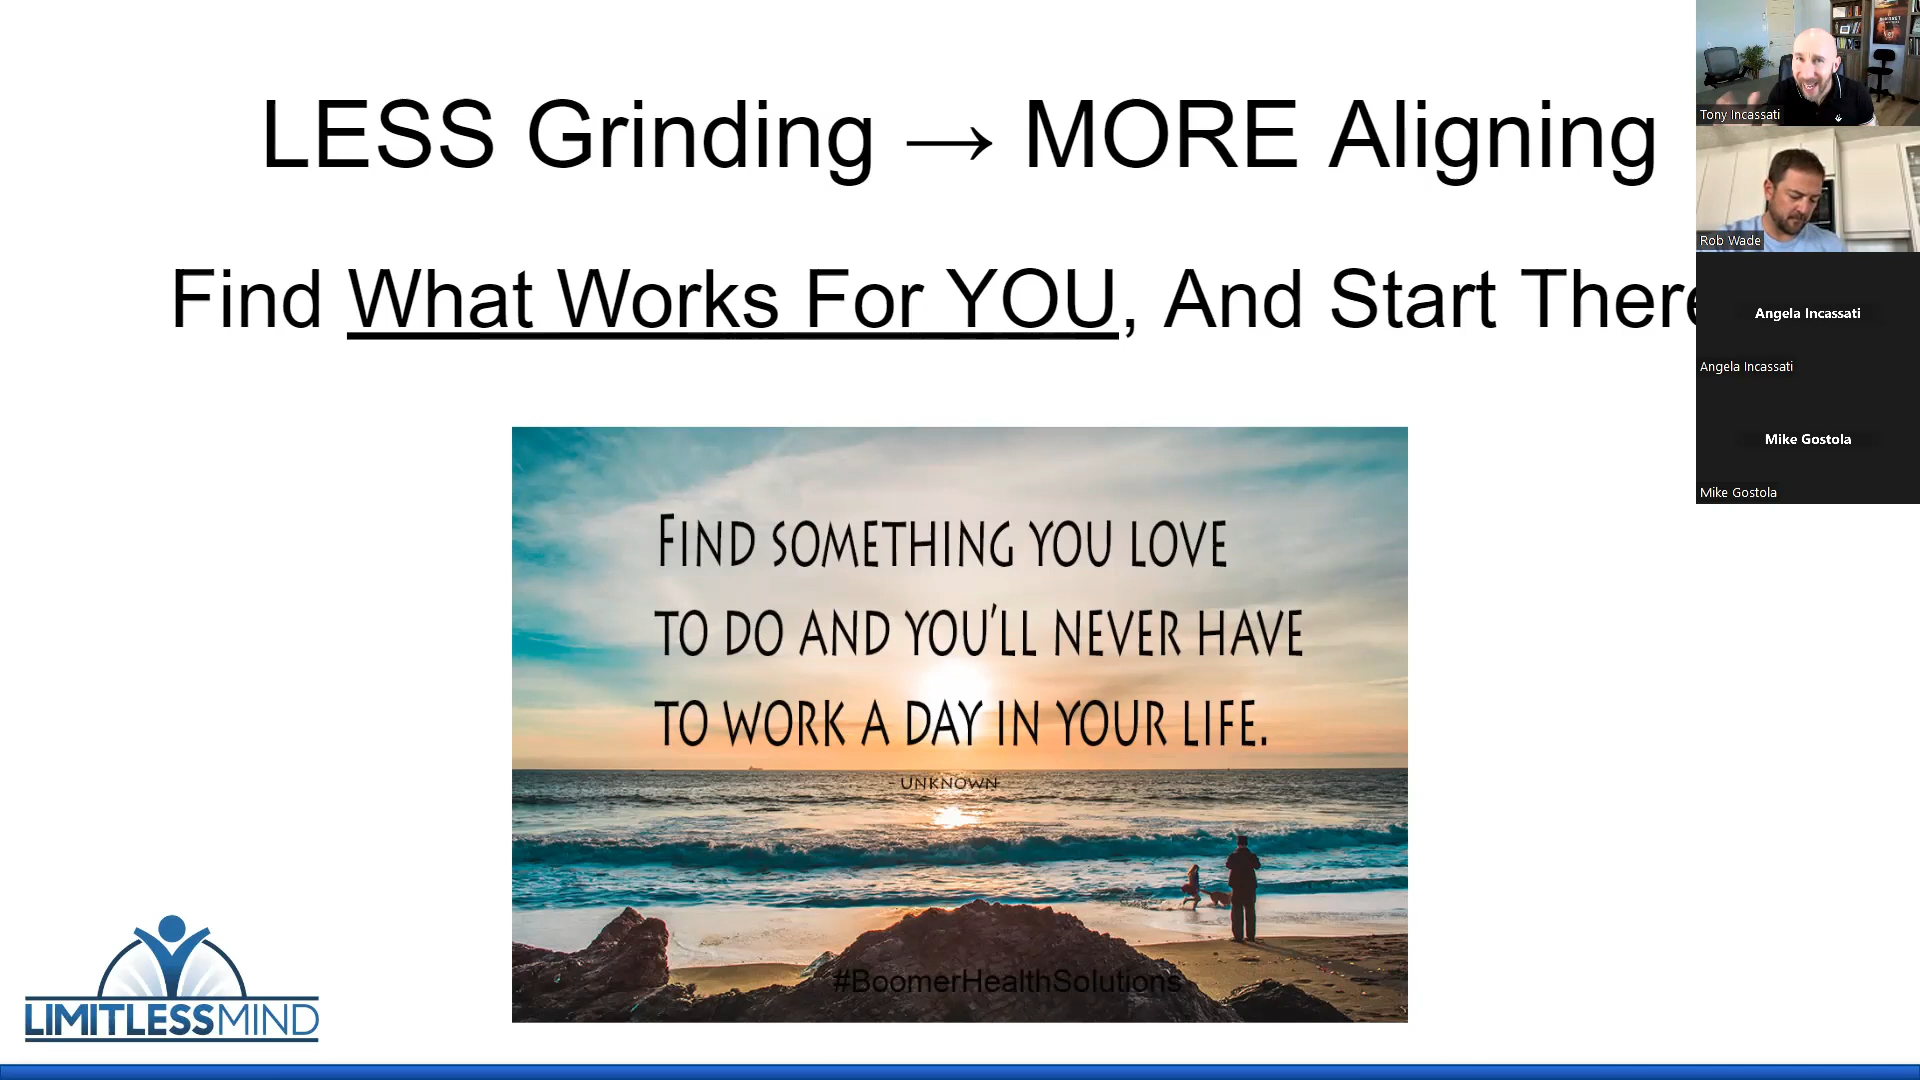 LESS Grinding → MORE Aligning
Find What Works For YOU, And Start There
FIND SOMETHING YOU LOVE
TO DO AND YOU'LL NEVER HAVE
TO WORK A DAY IN YOUR LIFE.
- UNKNOWN
#BoomerHealthSolutions
LIMITLESSMIND
Tony Incassati
Rob Wade
Angela Incassati
Angela Incassati
Mike Gostola
Mike Gostola